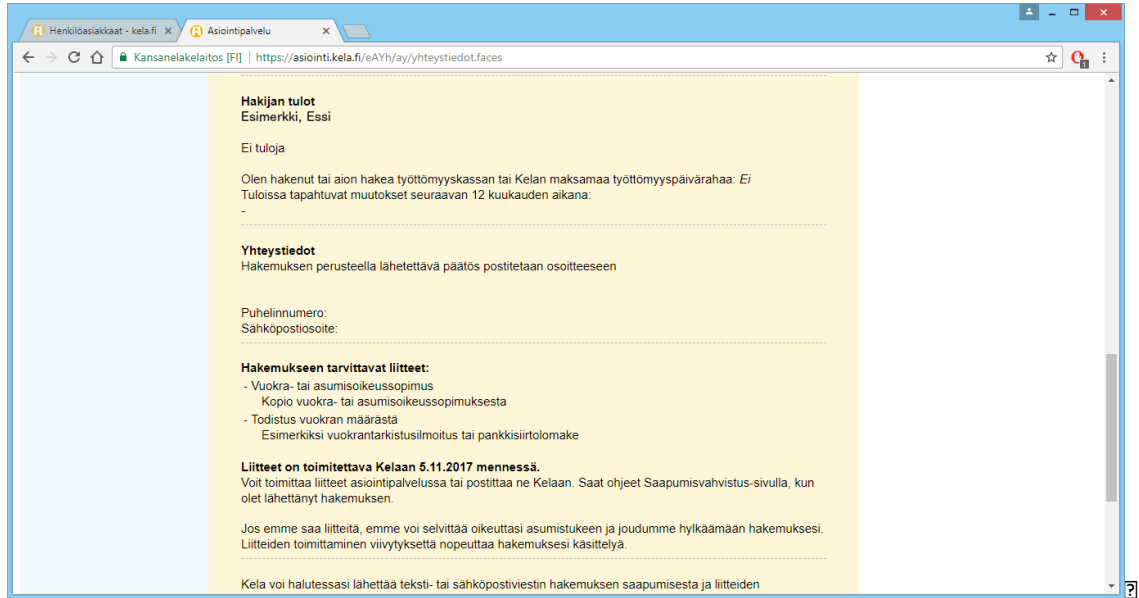 Henkilöasiakkaat - kela.fi
Asiointipalvelu
Kansanelakelaitos [FI] | https://asiointi.kela.fi/eAYh/ay/yhteystiedot.faces
1
Hakijan tulot
Esimerkki, Essi
Ei tuloja
Olen hakenut tai aion hakea työttömyyskassan tai Kelan maksamaa työttömyyspäivärahaa: Ei
Tuloissa tapahtuvat muutokset seuraavan 12 kuukauden aikana:
-
Yhteystiedot
Hakemuksen perusteella lähetettävä päätös postitetaan osoitteeseen
Puhelinnumero:
Sähköpostiosoite:
Hakemukseen tarvittavat liitteet:
- Vuokra- tai asumisoikeussopimus
Kopio vuokra- tai asumisoikeussopimuksesta
- Todistus vuokran määrästä
Esimerkiksi vuokrantarkistusilmoitus tai pankkisiirtolomake
Liitteet on toimitettava Kelaan 5.11.2017 mennessä.
Voit toimittaa liitteet asiointipalvelussa tai postittaa ne Kelaan. Saat ohjeet Saapumisvahvistus-sivulla, kun
olet lähettänyt hakemuksen.
Jos emme saa liitteitä, emme voi selvittää oikeuttasi asumistukeen ja joudumme hylkäämään hakemuksesi.
Liitteiden toimittaminen viivytyksettä nopeuttaa hakemuksesi käsittelyä.
Kela voi halutessasi lähettää teksti- tai sähköpostiviestin hakemuksen saapumisesta ja liitteiden
?